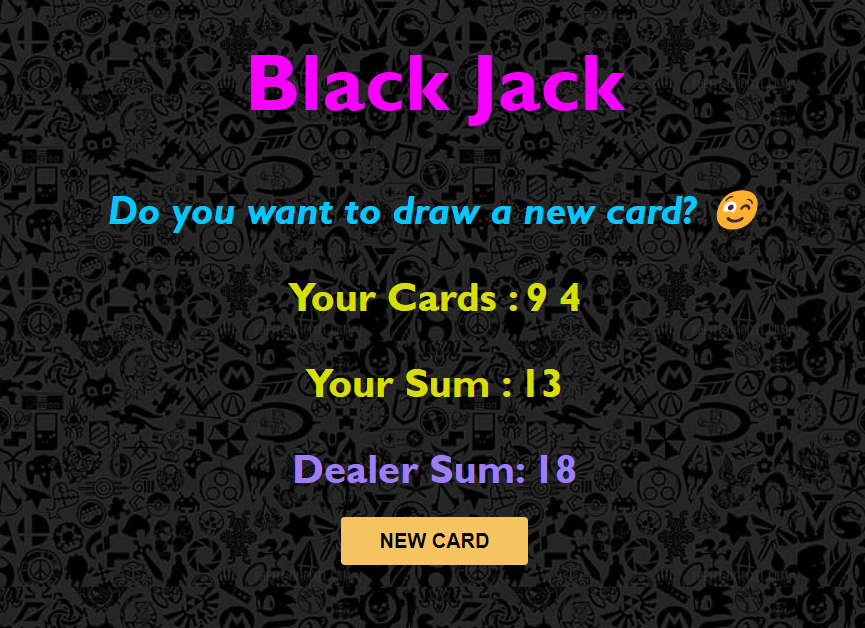 Black Jack
Do you want to draw a new card? 😉
Your Cards : 9 4
Your Sum : 13
Dealer Sum: 18
NEW CARD